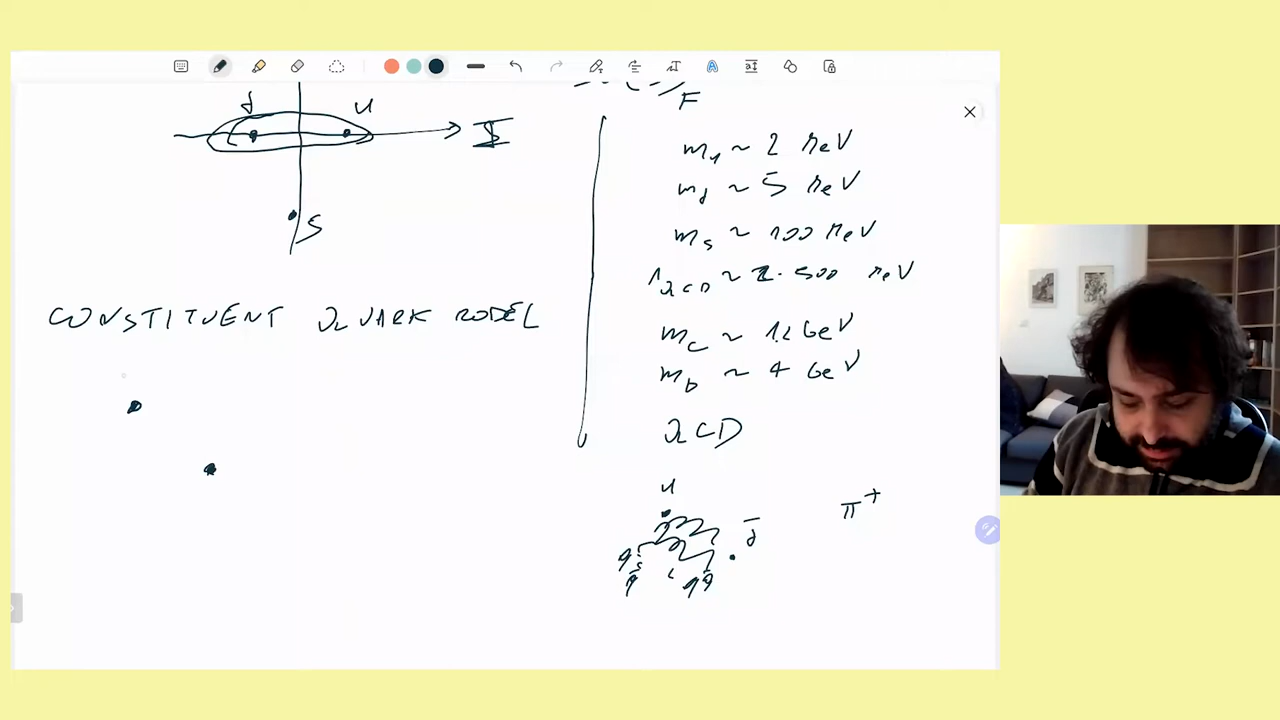 d u
I
S
CONSTITUENT QUARK MODEL
F
m_u ~ 2 MeV
m_d ~ 5 MeV
m_s ~ 100 MeV
Λ_QCD ~ 500 MeV
m_c ~ 1.2 GeV
m_b ~ 4 GeV
QCD
u
d̄
π+
q q̄
q q̄